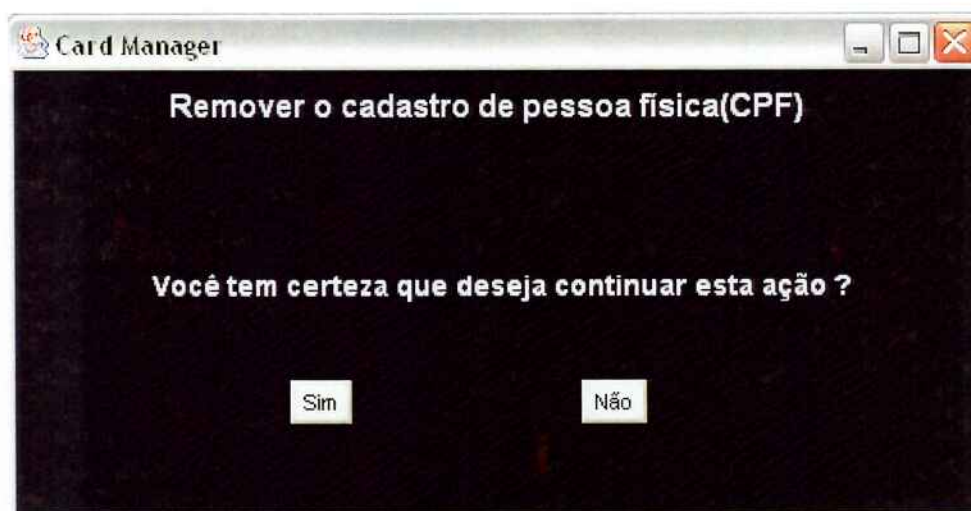 Card Manager
Remover o cadastro de pessoa física(CPF)
Você tem certeza que deseja continuar esta ação ?
Sim Não